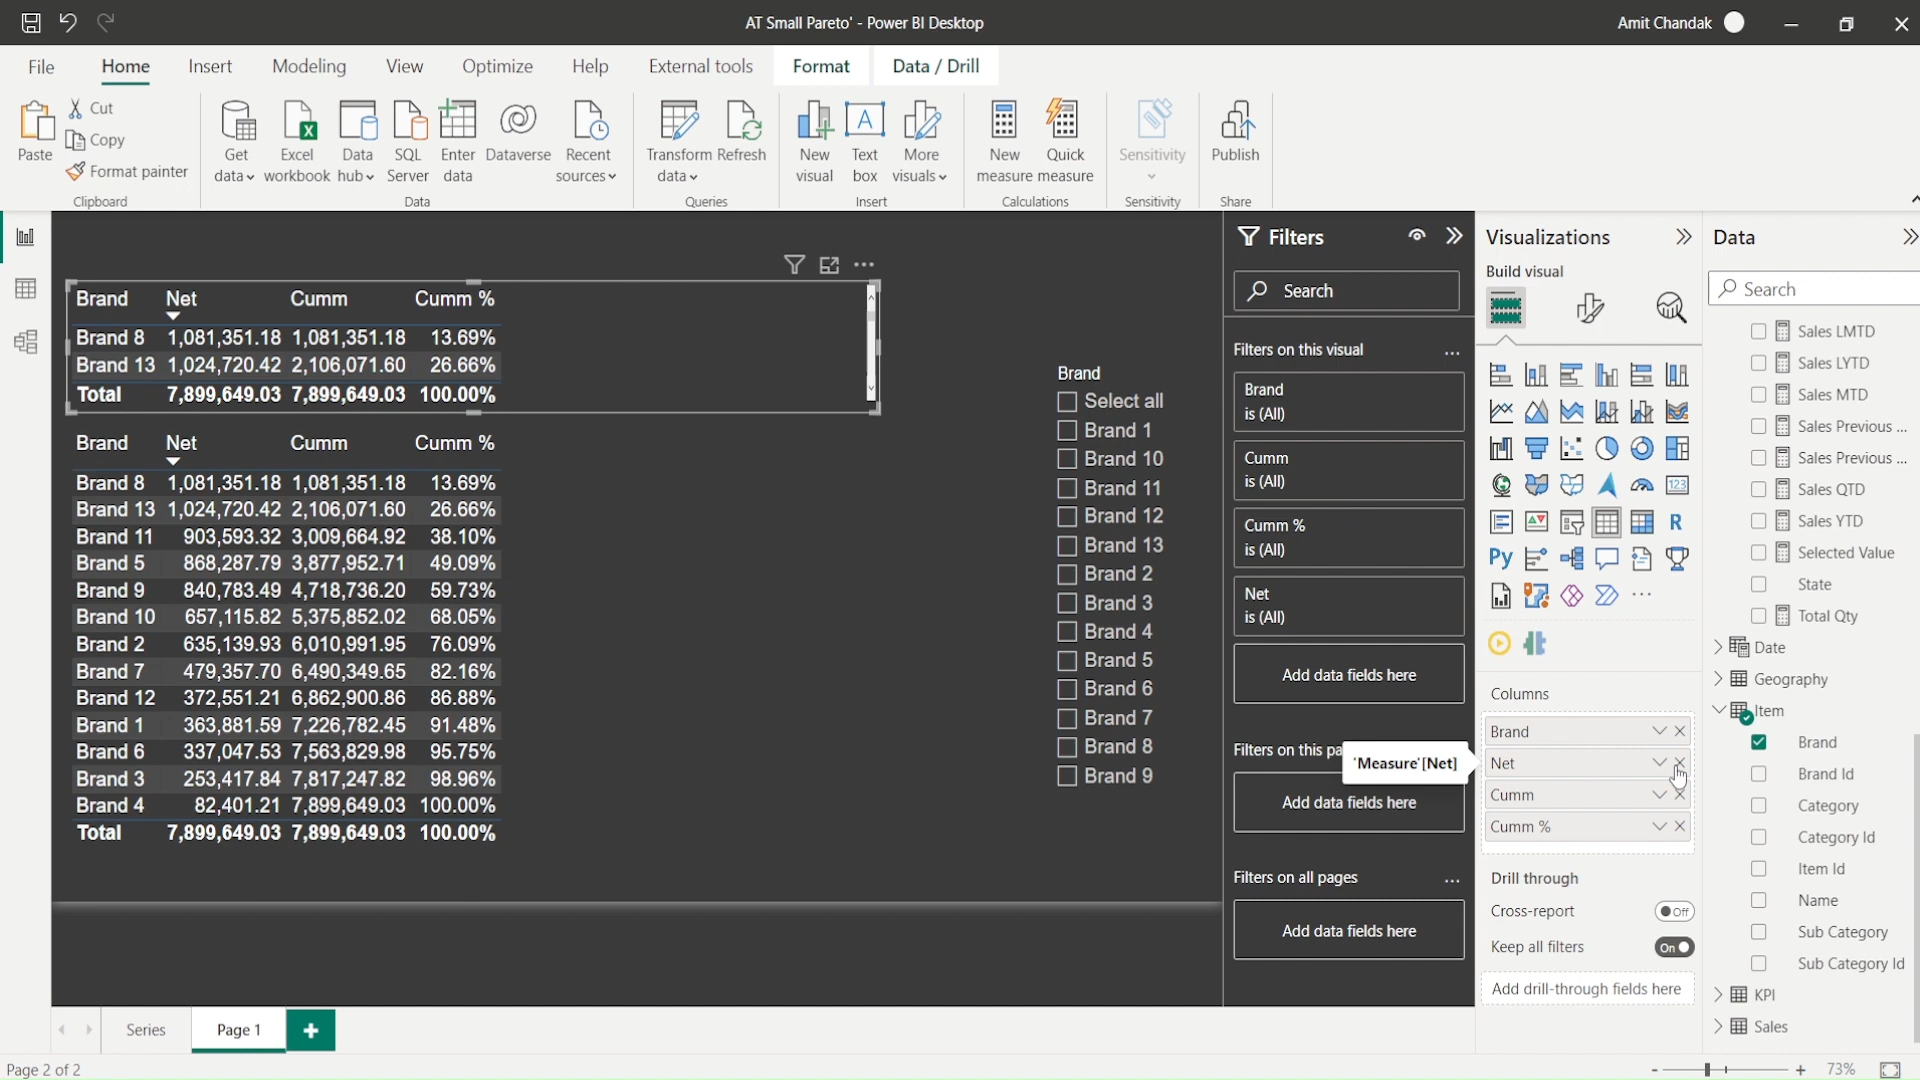 AT Small Pareto' - Power BI Desktop
Amit Chandak
File Home Insert Modeling View Optimize Help External tools Format Data / Drill
Paste
Cut
Copy
Format painter
Clipboard
Get data
Excel workbook
Data hub
SQL Server
Enter data
Dataverse
Recent sources
Data
Transform data
Refresh
Queries
New visual
Text box
More visuals
Insert
New measure
Quick measure
Calculations
Sensitivity
Sensitivity
Publish
Share
Brand Net Cumm Cumm %
Brand 8 1,081,351.18 1,081,351.18 13.69%
Brand 13 1,024,720.42 2,106,071.60 26.66%
Total 7,899,649.03 7,899,649.03 100.00%
Brand Net Cumm Cumm %
Brand 8 1,081,351.18 1,081,351.18 13.69%
Brand 13 1,024,720.42 2,106,071.60 26.66%
Brand 11 903,593.32 3,009,664.92 38.10%
Brand 5 868,287.79 3,877,952.71 49.09%
Brand 9 840,783.49 4,718,736.20 59.73%
Brand 10 657,115.82 5,375,852.02 68.05%
Brand 2 635,139.93 6,010,991.95 76.09%
Brand 7 479,357.70 6,490,349.65 82.16%
Brand 12 372,551.21 6,862,900.86 86.88%
Brand 1 363,881.59 7,226,782.45 91.48%
Brand 6 337,047.53 7,563,829.98 95.75%
Brand 3 253,417.84 7,817,247.82 98.96%
Brand 4 82,401.21 7,899,649.03 100.00%
Total 7,899,649.03 7,899,649.03 100.00%
Brand
Select all
Brand 1
Brand 10
Brand 11
Brand 12
Brand 13
Brand 2
Brand 3
Brand 4
Brand 5
Brand 6
Brand 7
Brand 8
Brand 9
Filters
Search
Filters on this visual
Brand
is (All)
Cumm
is (All)
Cumm %
is (All)
Net
is (All)
Add data fields here
Filters on this pa
'Measure'[Net]
Add data fields here
Filters on all pages
Add data fields here
Visualizations
Build visual
123
R
Py
Columns
Brand
Net
Cumm
Cumm %
Drill through
Cross-report Off
Keep all filters On
Add drill-through fields here
Data
Search
Sales LMTD
Sales LYTD
Sales MTD
Sales Previous ...
Sales Previous ...
Sales QTD
Sales YTD
Selected Value
State
Total Qty
Date
Geography
Item
Brand
Brand Id
Category
Category Id
Item Id
Name
Sub Category
Sub Category Id
KPI
Sales
Series Page 1
Page 2 of 2
73%